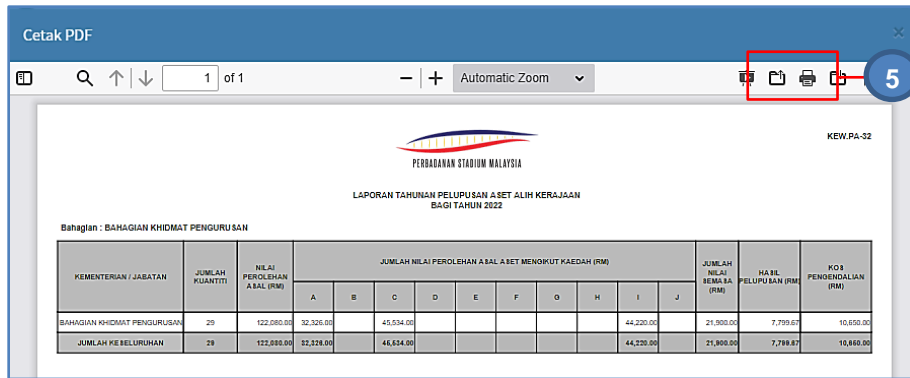 Cetak PDF
1 of 1
Automatic Zoom
5
KEW.PA-32
PERBADANAN STADIUM MALAYSIA
LAPORAN TAHUNAN PELUPUSAN ASET ALIH KERAJAAN
BAGI TAHUN 2022
Bahagian : BAHAGIAN KHIDMAT PENGURUSAN
KEMENTERIAN / JABATAN
JUMLAH
KUANTITI
NILAI
PEROLEHAN
ASAL (RM)
JUMLAH NILAI PEROLEHAN ASAL ASET MENGIKUT KAEDAH (RM)
A B C D E F G H I J
JUMLAH
NILAI
SEMASA
(RM)
HASIL
PELUPUSAN (RM)
KOS
PENGENDALIAN
(RM)
BAHAGIAN KHIDMAT PENGURUSAN 29 122,080.00 32,326.00 45,534.00 44,220.00 21,900.00 7,799.67 10,650.00
JUMLAH KESELURUHAN 29 122,080.00 32,326.00 45,534.00 44,220.00 21,900.00 7,799.67 10,650.00